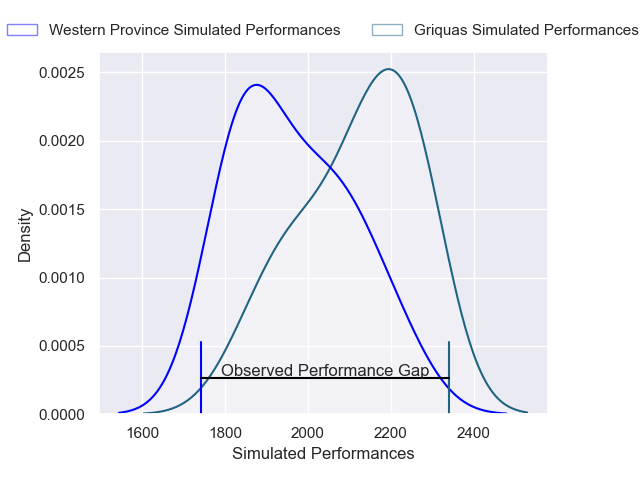 Western Province Simulated Performances
Griquas Simulated Performances
0.0025
0.0020
0.0015
0.0010
0.0005
0.0000
Density
Observed Performance Gap
1600
1800
2000
2200
2400
Simulated Performances